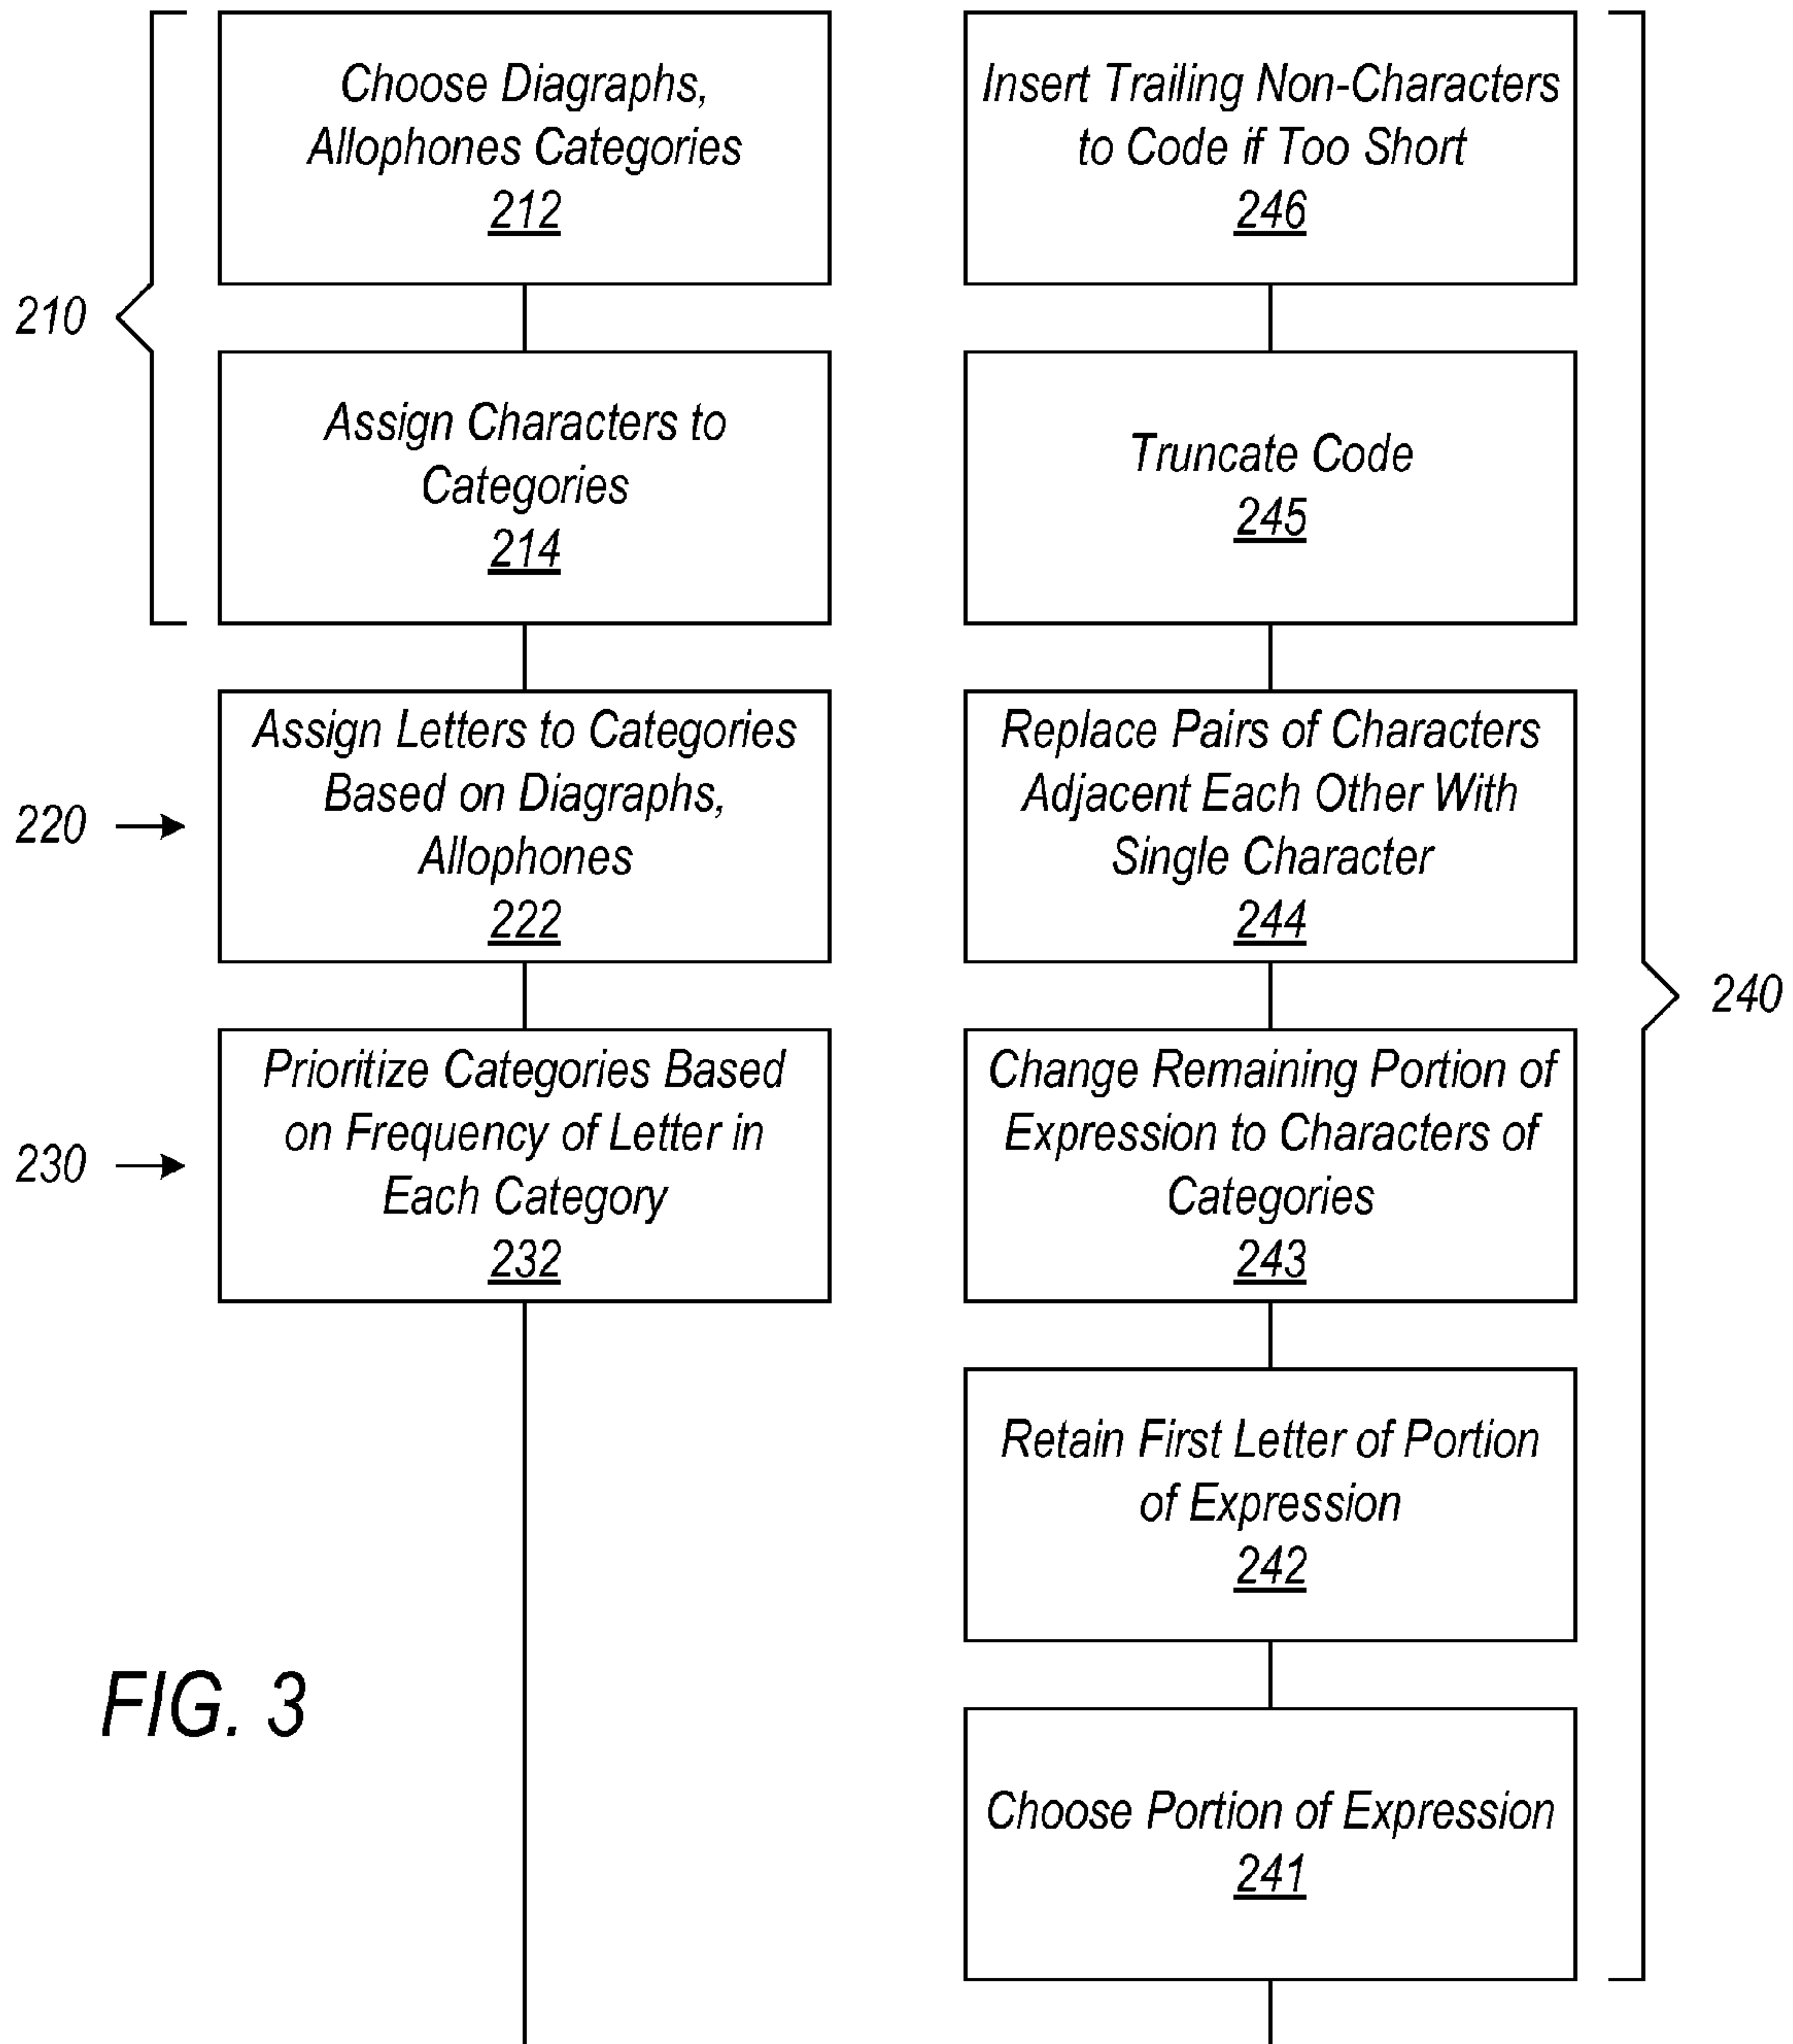 210
Choose Diagraphs,
Allophones Categories
212
Assign Characters to
Categories
214
220
Assign Letters to Categories
Based on Diagraphs,
Allophones
222
230
Prioritize Categories Based
on Frequency of Letter in
Each Category
232
Insert Trailing Non-Characters
to Code if Too Short
246
Truncate Code
245
Replace Pairs of Characters
Adjacent Each Other With
Single Character
244
240
Change Remaining Portion of
Expression to Characters of
Categories
243
Retain First Letter of Portion
of Expression
242
Choose Portion of Expression
241
FIG. 3